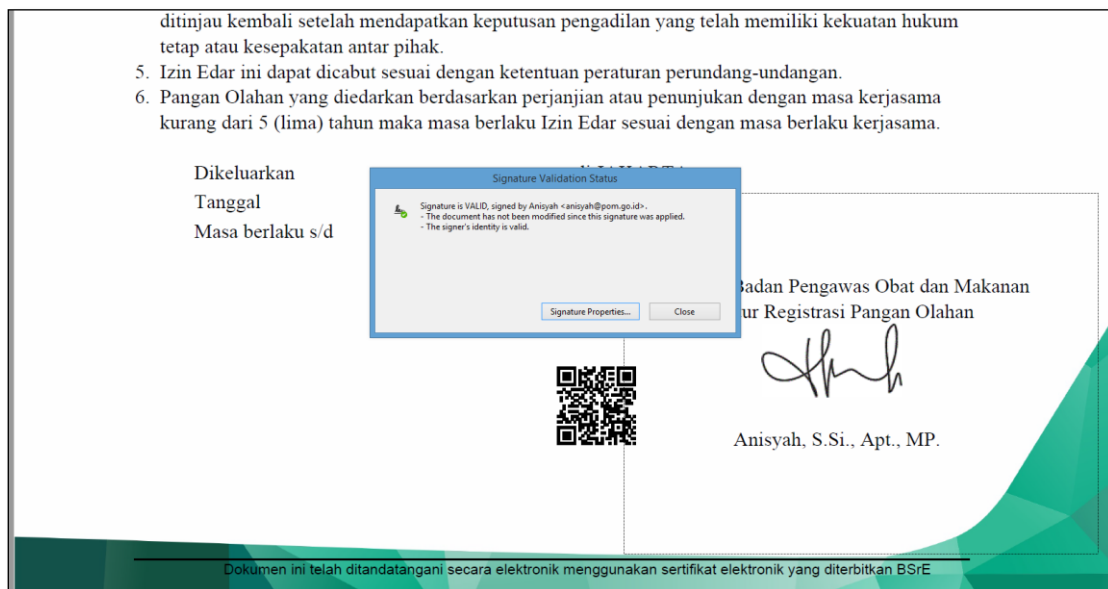 ditinjau kembali setelah mendapatkan keputusan pengadilan yang telah memiliki kekuatan hukum
tetap atau kesepakatan antar pihak.
5. Izin Edar ini dapat dicabut sesuai dengan ketentuan peraturan perundang-undangan.
6. Pangan Olahan yang diedarkan berdasarkan perjanjian atau penunjukan dengan masa kerjasama
kurang dari 5 (lima) tahun maka masa berlaku Izin Edar sesuai dengan masa berlaku kerjasama.
Dikeluarkan
Tanggal
Masa berlaku s/d
Signature Validation Status
Signature is VALID, signed by Anisyah <anisyah@pom.go.id>.
- The document has not been modified since this signature was applied.
- The signer's identity is valid.
Signature Properties...
Close
Badan Pengawas Obat dan Makanan
Registrasi Pangan Olahan
Anisyah, S.Si., Apt., MP.
Dokumen ini telah ditandatangani secara elektronik menggunakan sertifikat elektronik yang diterbitkan BSrE